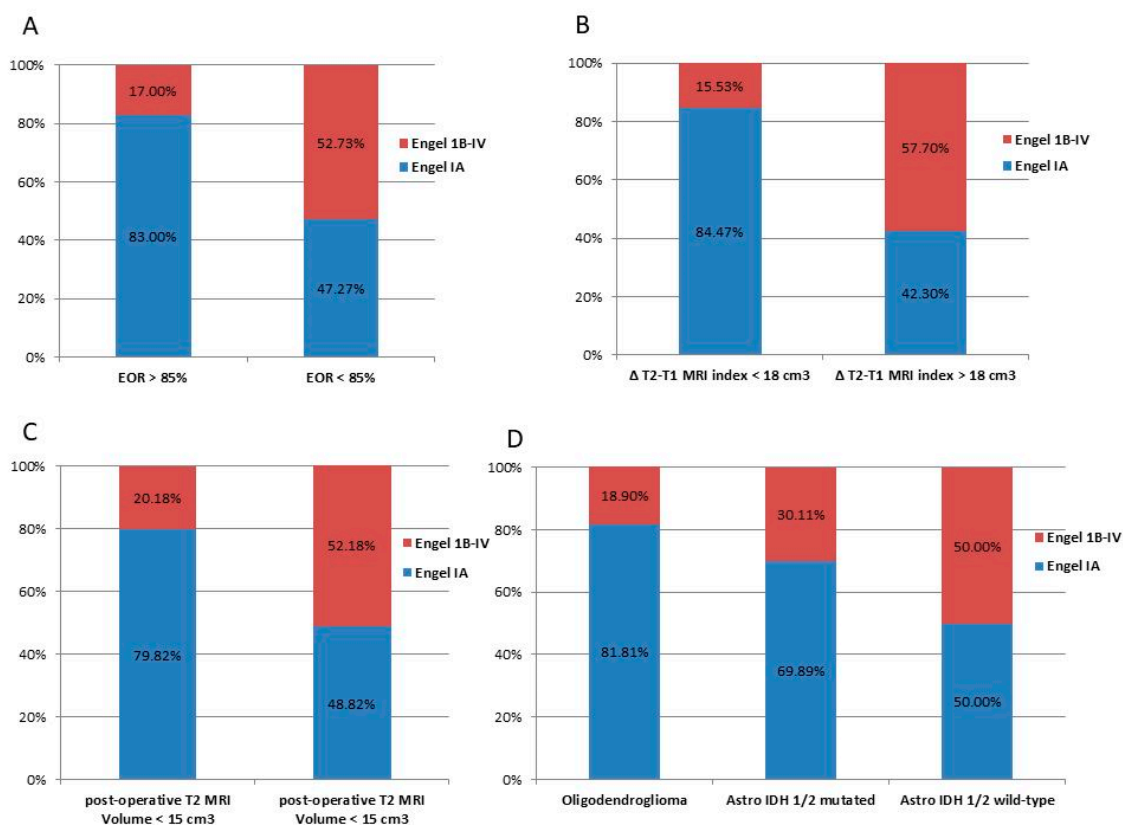 A
100%
80%
60%
40%
20%
0%
17.00%
83.00%
52.73%
47.27%
Engel 1B-IV
Engel IA
EOR > 85%
EOR < 85%
B
100%
80%
60%
40%
20%
0%
15.53%
84.47%
57.70%
42.30%
Engel 1B-IV
Engel IA
Δ T2-T1 MRI index < 18 cm3
Δ T2-T1 MRI index > 18 cm3
C
100%
80%
60%
40%
20%
0%
20.18%
79.82%
52.18%
48.82%
Engel 1B-IV
Engel IA
post-operative T2 MRI
Volume < 15 cm3
post-operative T2 MRI
Volume < 15 cm3
D
100%
80%
60%
40%
20%
0%
18.90%
81.81%
30.11%
69.89%
50.00%
50.00%
Engel 1B-IV
Engel IA
Oligodendroglioma
Astro IDH 1/2 mutated
Astro IDH 1/2 wild-type